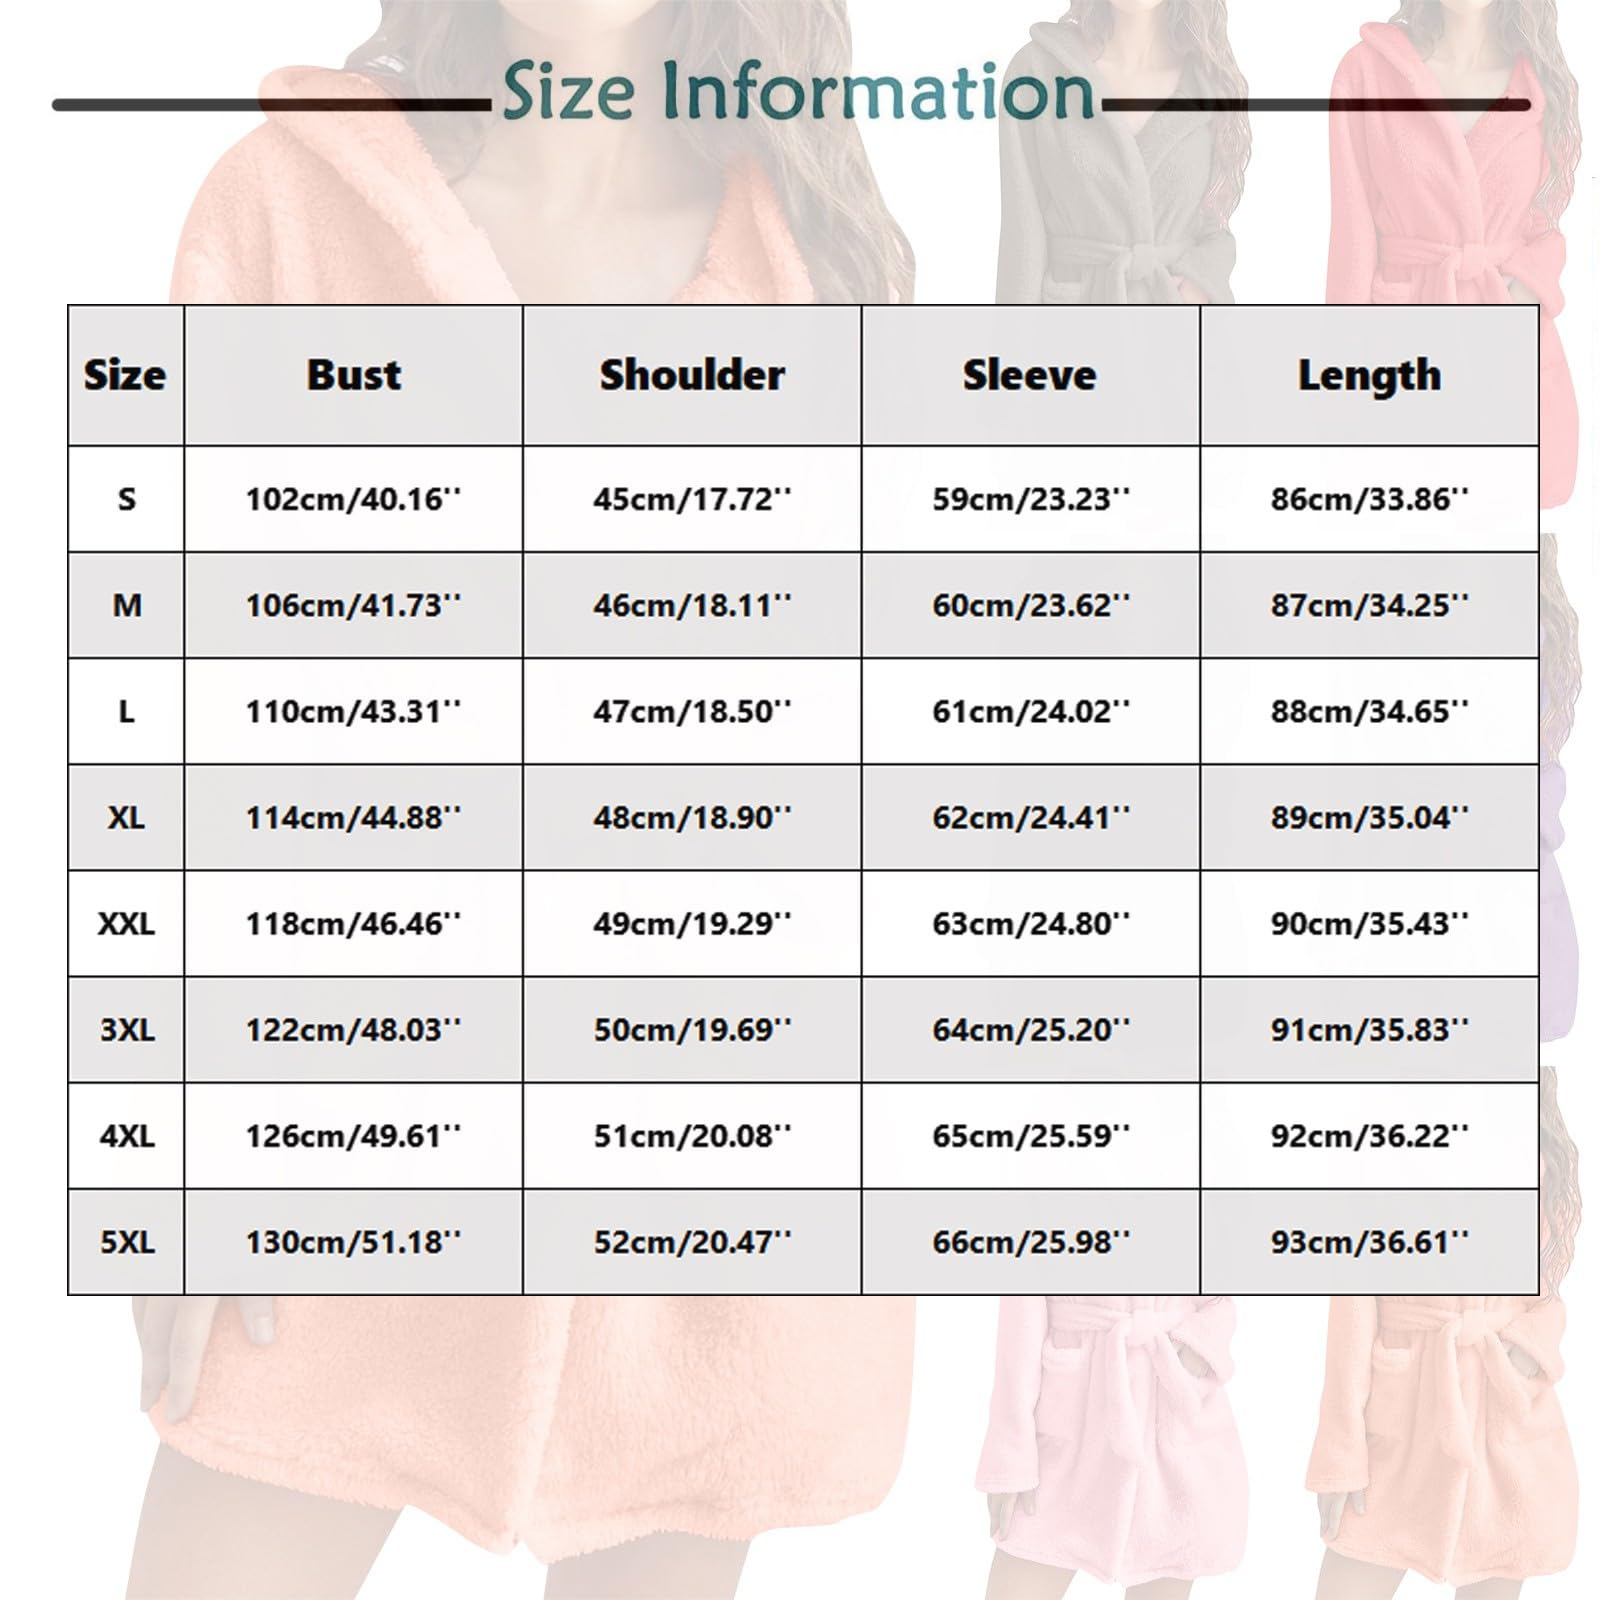 Size Information
Size Bust Shoulder Sleeve Length
S 102cm/40.16'' 45cm/17.72'' 59cm/23.23'' 86cm/33.86''
M 106cm/41.73'' 46cm/18.11'' 60cm/23.62'' 87cm/34.25''
L 110cm/43.31'' 47cm/18.50'' 61cm/24.02'' 88cm/34.65''
XL 114cm/44.88'' 48cm/18.90'' 62cm/24.41'' 89cm/35.04''
XXL 118cm/46.46'' 49cm/19.29'' 63cm/24.80'' 90cm/35.43''
3XL 122cm/48.03'' 50cm/19.69'' 64cm/25.20'' 91cm/35.83''
4XL 126cm/49.61'' 51cm/20.08'' 65cm/25.59'' 92cm/36.22''
5XL 130cm/51.18'' 52cm/20.47'' 66cm/25.98'' 93cm/36.61''